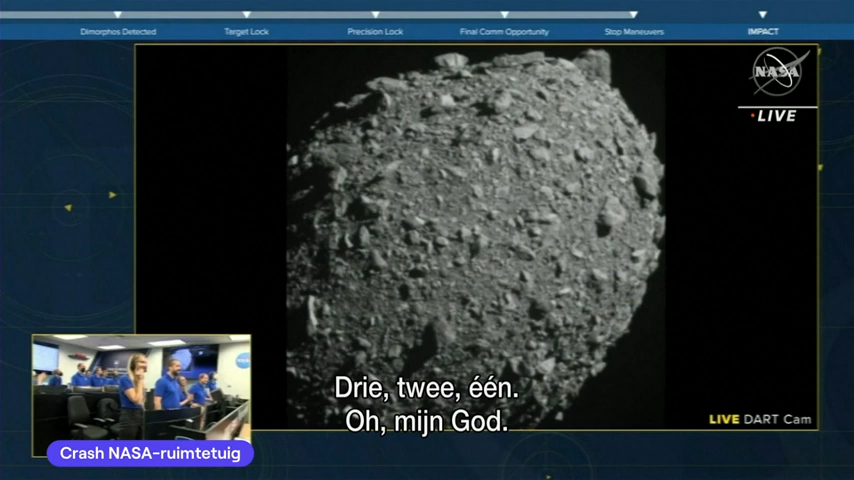 Dimorphos Detected
Target Lock
Precision Lock
Final Comm Opportunity
Stop Maneuvers
IMPACT
NASA
LIVE
Drie, twee, één.
Oh, mijn God.
LIVE DART Cam
Crash NASA-ruimtetuig